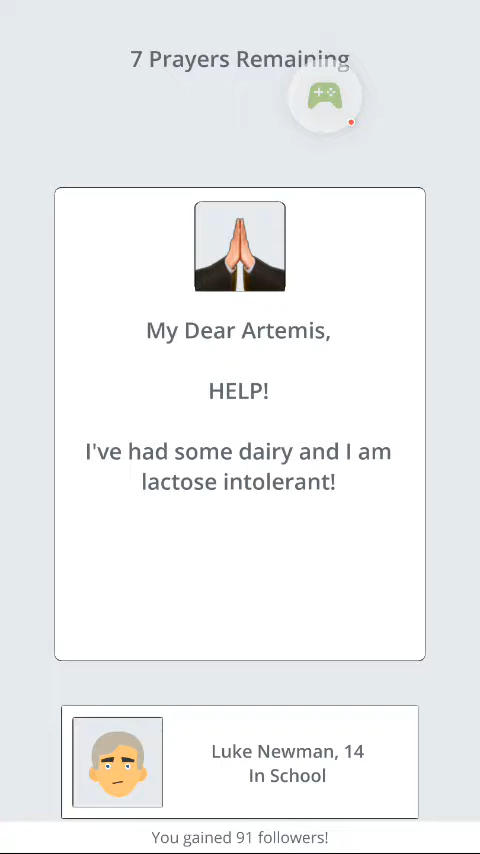 7 Prayers Remaining
My Dear Artemis,
HELP!
I've had some dairy and I am
lactose intolerant!
Luke Newman, 14
In School
You gained 91 followers!